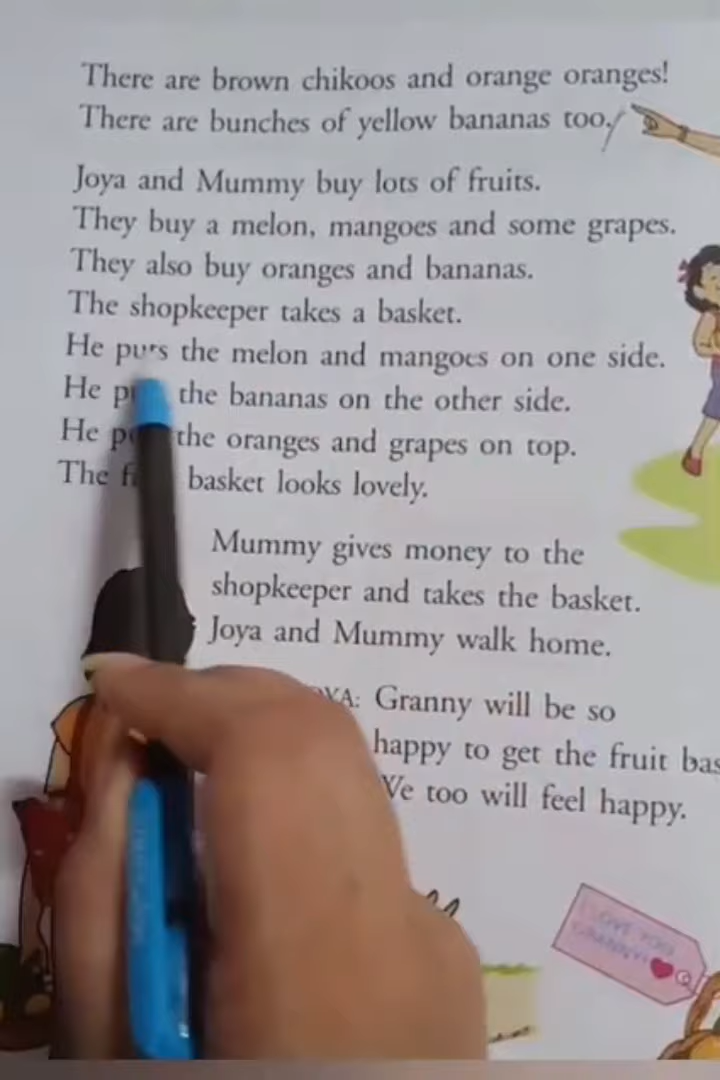 There are brown chikoos and orange oranges!
There are bunches of yellow bananas too.
Joya and Mummy buy lots of fruits.
They buy a melon, mangoes and some grapes.
They also buy oranges and bananas.
The shopkeeper takes a basket.
He puts the melon and mangoes on one side.
He the bananas on the other side.
He the oranges and grapes on top.
The basket looks lovely.
Mummy gives money to the
shopkeeper and takes the basket.
Joya and Mummy walk home.
Granny will be so
happy to get the fruit
too will feel happy.
I LOVE YOU
GRANNY!